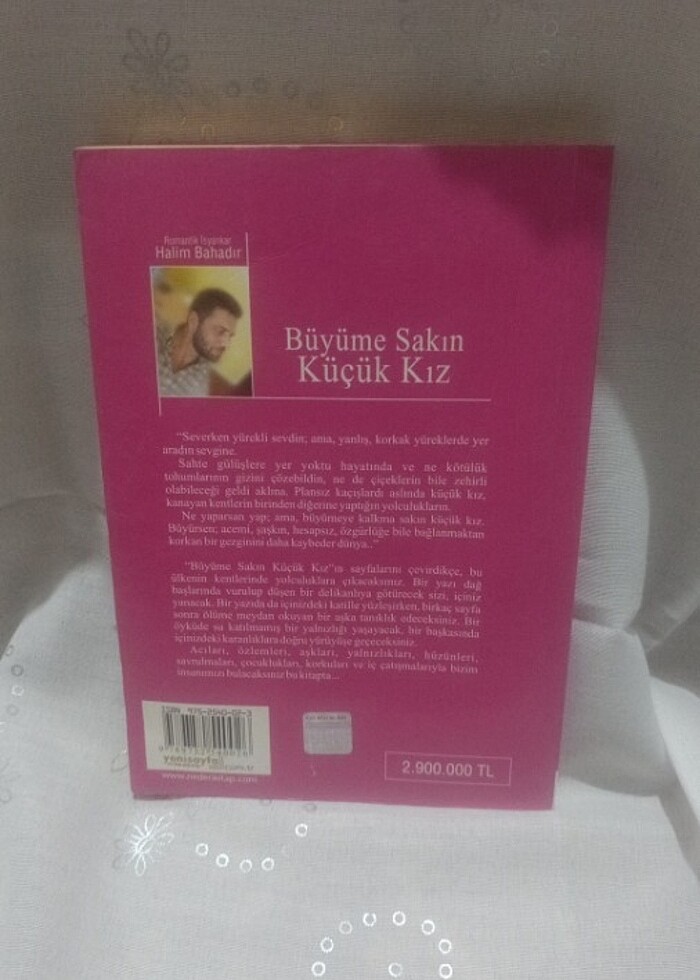 Romantik İsyankar
Halim Bahadır
Büyüme Sakın
Küçük Kız
"Severken yürekli sevdin; ama, yanlış, korkak yüreklerde yer
aradın sevgine.
Sahte gülüşlere yer yoktu hayatında ve ne kötülük
tohumlarının gizini çözebildin, ne de çiçeklerin bile zehirli
olabileceği geldi aklına. Plansız kaçışlardı aslında küçük kız,
kanayan kentlerin birinden diğerine yaptığın yolculukların.
Ne yaparsan yap; ama, büyümeye kalkma sakın küçük kız.
Büyürsen; acemi, şaşkın, hesapsız, özgürlüğe bile bağlanmaktan
korkan bir gezginini daha kaybeder dünya.."
"Büyüme Sakın Küçük Kız"ın sayfalarını çevirdikçe, bu
ülkenin kentlerinde yolculuklara çıkacaksınız. Bir yazı dağ
başlarında vurulup düşen bir delikanlıya götürecek sizi, içiniz
yanacak. Bir yazıda da içinizdeki katille yüzleşirken, birkaç sayfa
sonra ölüme meydan okuyan bir aşka tanıklık edeceksiniz. Bir
öyküde su katılmamış bir yalnızlığı yaşayacak, bir başkasında
içinizdeki karanlıklara doğru yürüyüşe geçeceksiniz.
Acıları, özlemleri, aşkları, yalnızlıkları, hüzünleri,
savrulmaları, çocuklukları, korkuları ve iç çatışmalarıyla bizim
insanımızı bulacaksınız bu kitapta...
ISBN 975-2540-07-3
yenisayfa
2.900.000 TL